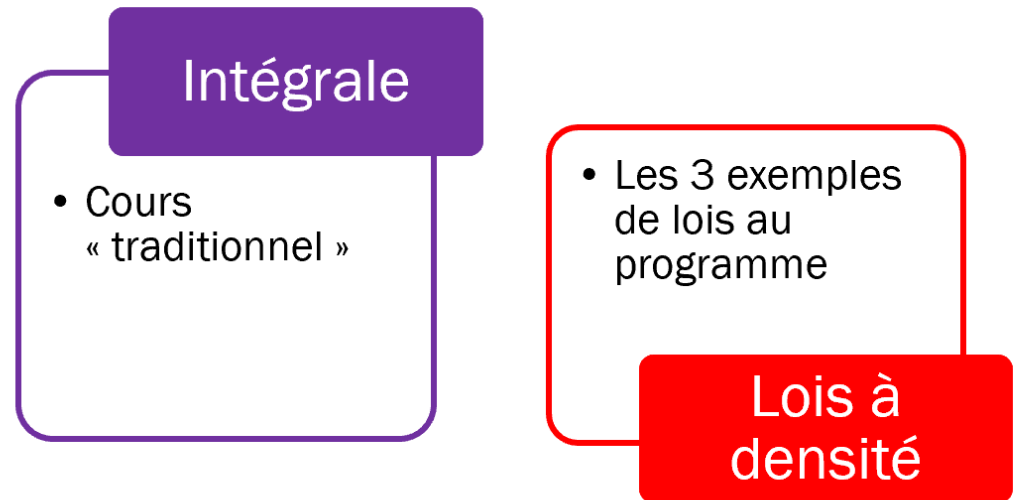 Intégrale
• Cours
« traditionnel »
• Les 3 exemples
de lois au
programme
Lois à
densité